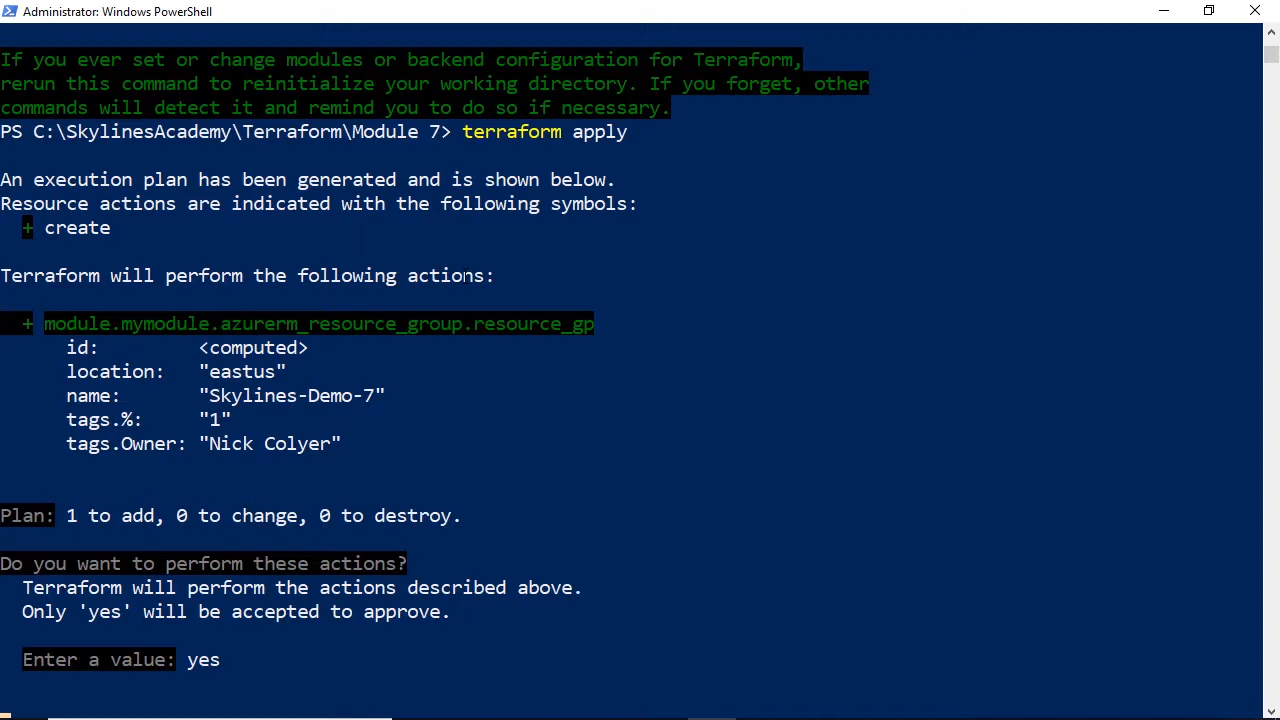 Administrator: Windows PowerShell
If you ever set or change modules or backend configuration for Terraform,
rerun this command to reinitialize your working directory. If you forget, other
commands will detect it and remind you to do so if necessary.
PS C:\SkylinesAcademy\Terraform\Module 7> terraform apply
An execution plan has been generated and is shown below.
Resource actions are indicated with the following symbols:
+ create
Terraform will perform the following actions:
+ module.mymodule.azurerm_resource_group.resource_gp
id: <computed>
location: "eastus"
name: "Skylines-Demo-7"
tags.%: "1"
tags.Owner: "Nick Colyer"
Plan: 1 to add, 0 to change, 0 to destroy.
Do you want to perform these actions?
Terraform will perform the actions described above.
Only 'yes' will be accepted to approve.
Enter a value: yes